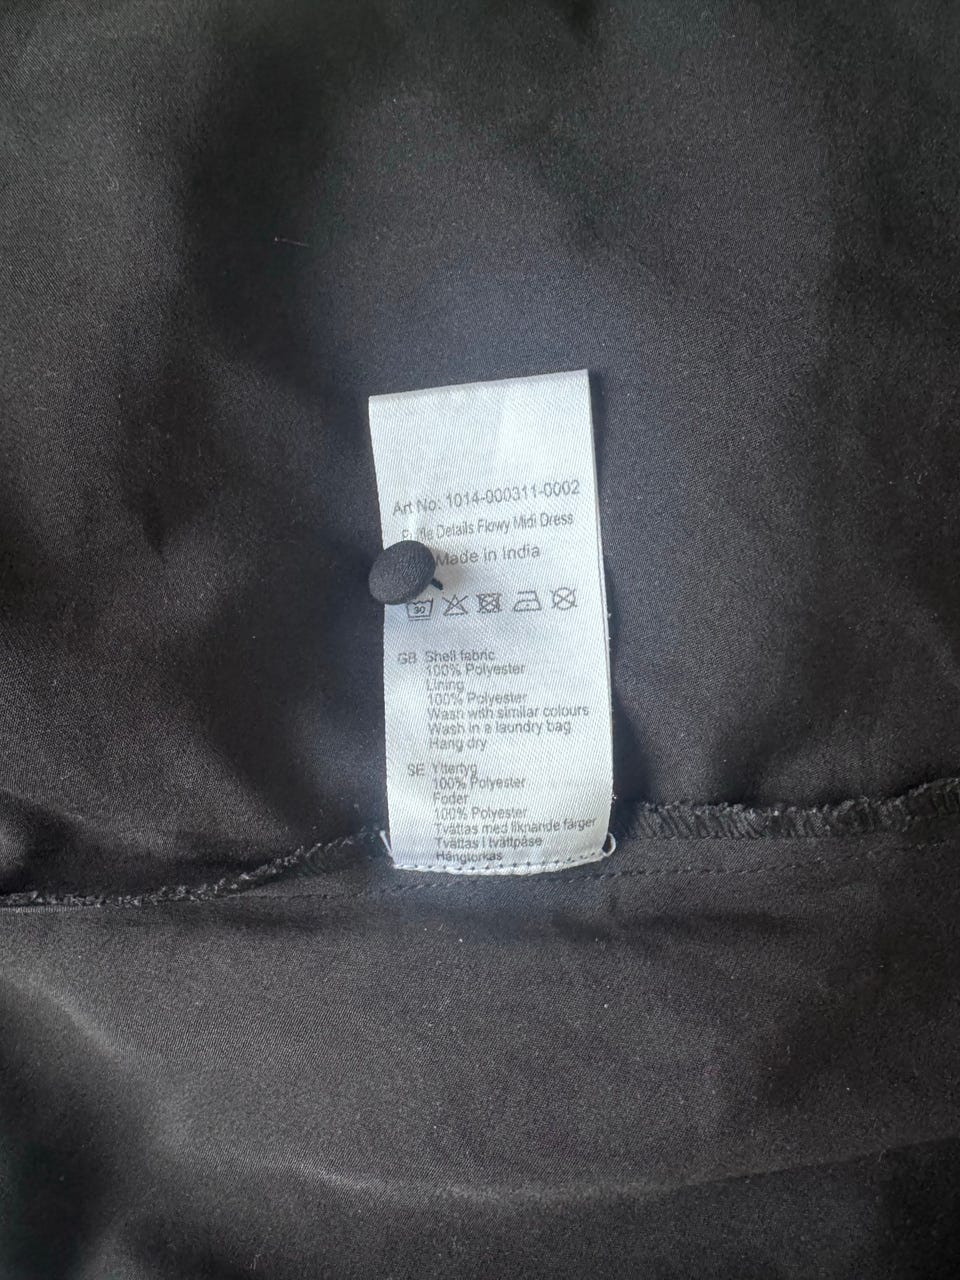 Art No: 1014-000311-0002
Details Flowy Midi Dress
Made in India
30
GB Shell fabric
100% Polyester
Lining
100% Polyester
Wash with similar colours
Wash in a laundry bag
Hang dry
SE Yttertyg
100% Polyester
Foder
100% Polyester
Tvättas med liknande färger
Tvättas i tvättpåse
Hängtorkas